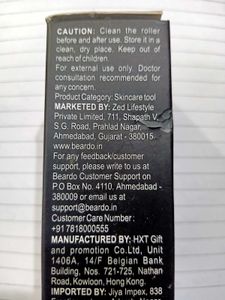 CAUTION: Clean the roller
before and after use. Store it in a
clean, dry place. Keep out of
reach of children.
For external use only. Doctor
consultation recommended for
any concern.
Product Category: Skincare tool
MARKETED BY: Zed Lifestyle
Private Limited, 711, Shapath V,
S.G. Road, Prahlad Nagar,
Ahmedabad, Gujarat - 380015
www.beardo.in
For any feedback/customer
support, please write to us at
Beardo Customer Support on
P.O Box No. 4110, Ahmedabad -
380009 or email us at
support@beardo.in
Customer Care Number :
+91 7818000555
MANUFACTURED BY: HXT Gift
and promotion Co.Ltd, Unit
1406A, 14/F Belgian Bank
Building, Nos. 721-725, Nathan
Road, Kowloon, Hong Kong.
IMPORTED BY: Jiya Impex, 838